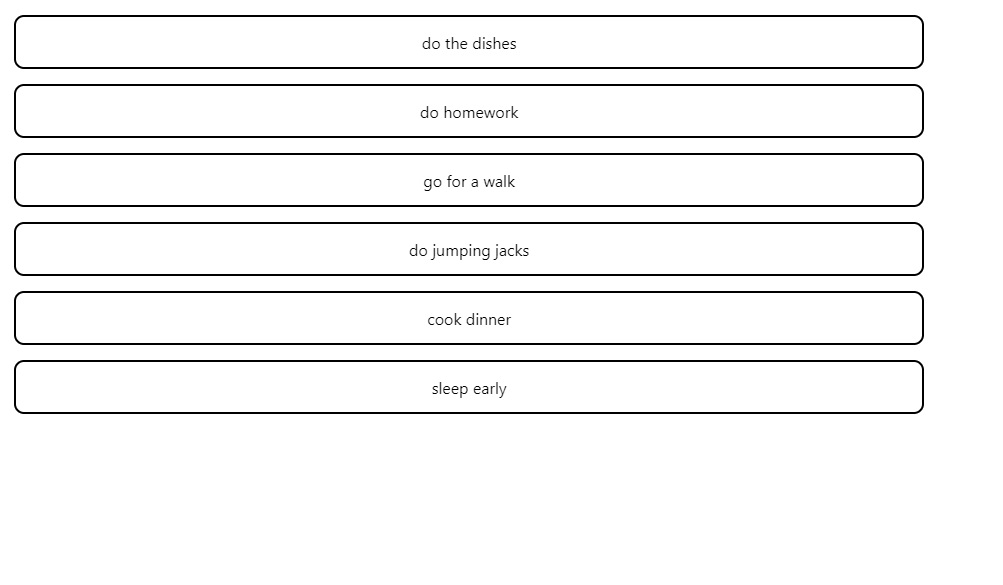 do the dishes
do homework
go for a walk
do jumping jacks
cook dinner
sleep early